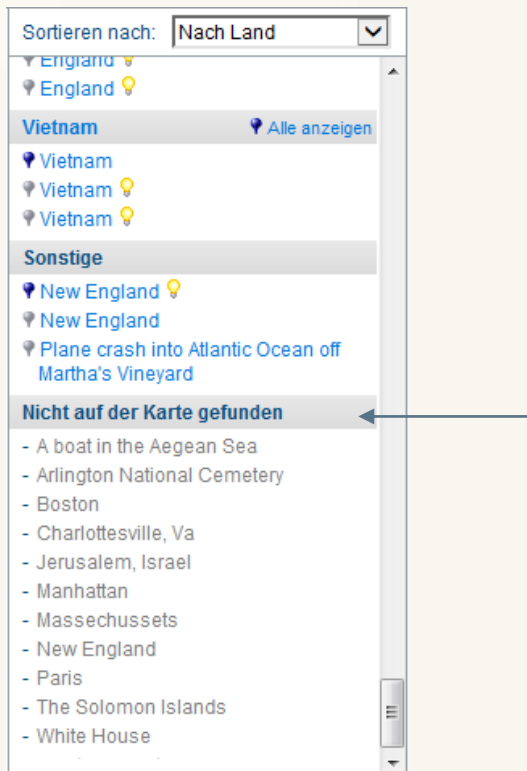 Sortieren nach: Nach Land
England
England
Vietnam Alle anzeigen
Vietnam
Vietnam
Vietnam
Sonstige
New England
New England
Plane crash into Atlantic Ocean off
Martha's Vineyard
Nicht auf der Karte gefunden
- A boat in the Aegean Sea
- Arlington National Cemetery
- Boston
- Charlottesville, Va
- Jerusalem, Israel
- Manhattan
- Massechussets
- New England
- Paris
- The Solomon Islands
- White House